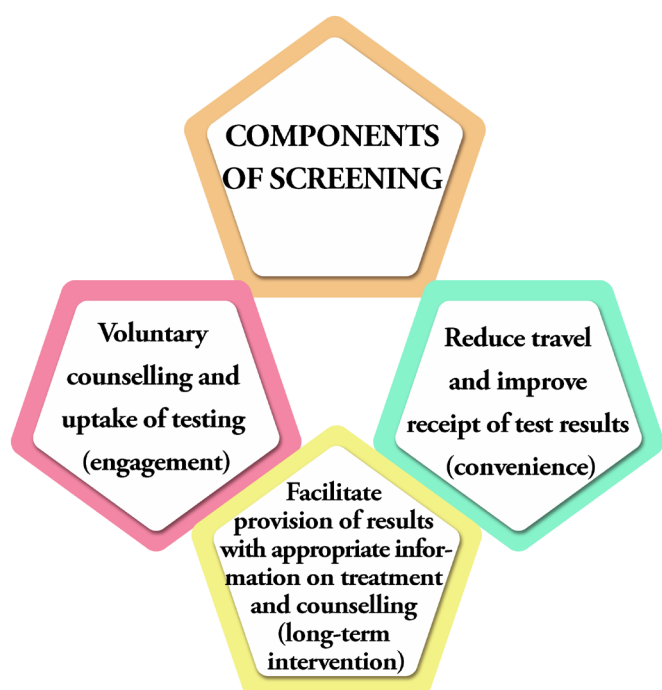 COMPONENTS
OF SCREENING
Voluntary
counselling and
uptake of testing
(engagement)
Reduce travel
and improve
receipt of test results
(convenience)
Facilitate
provision of results
with appropriate infor-
mation on treatment
and counselling
(long-term
intervention)